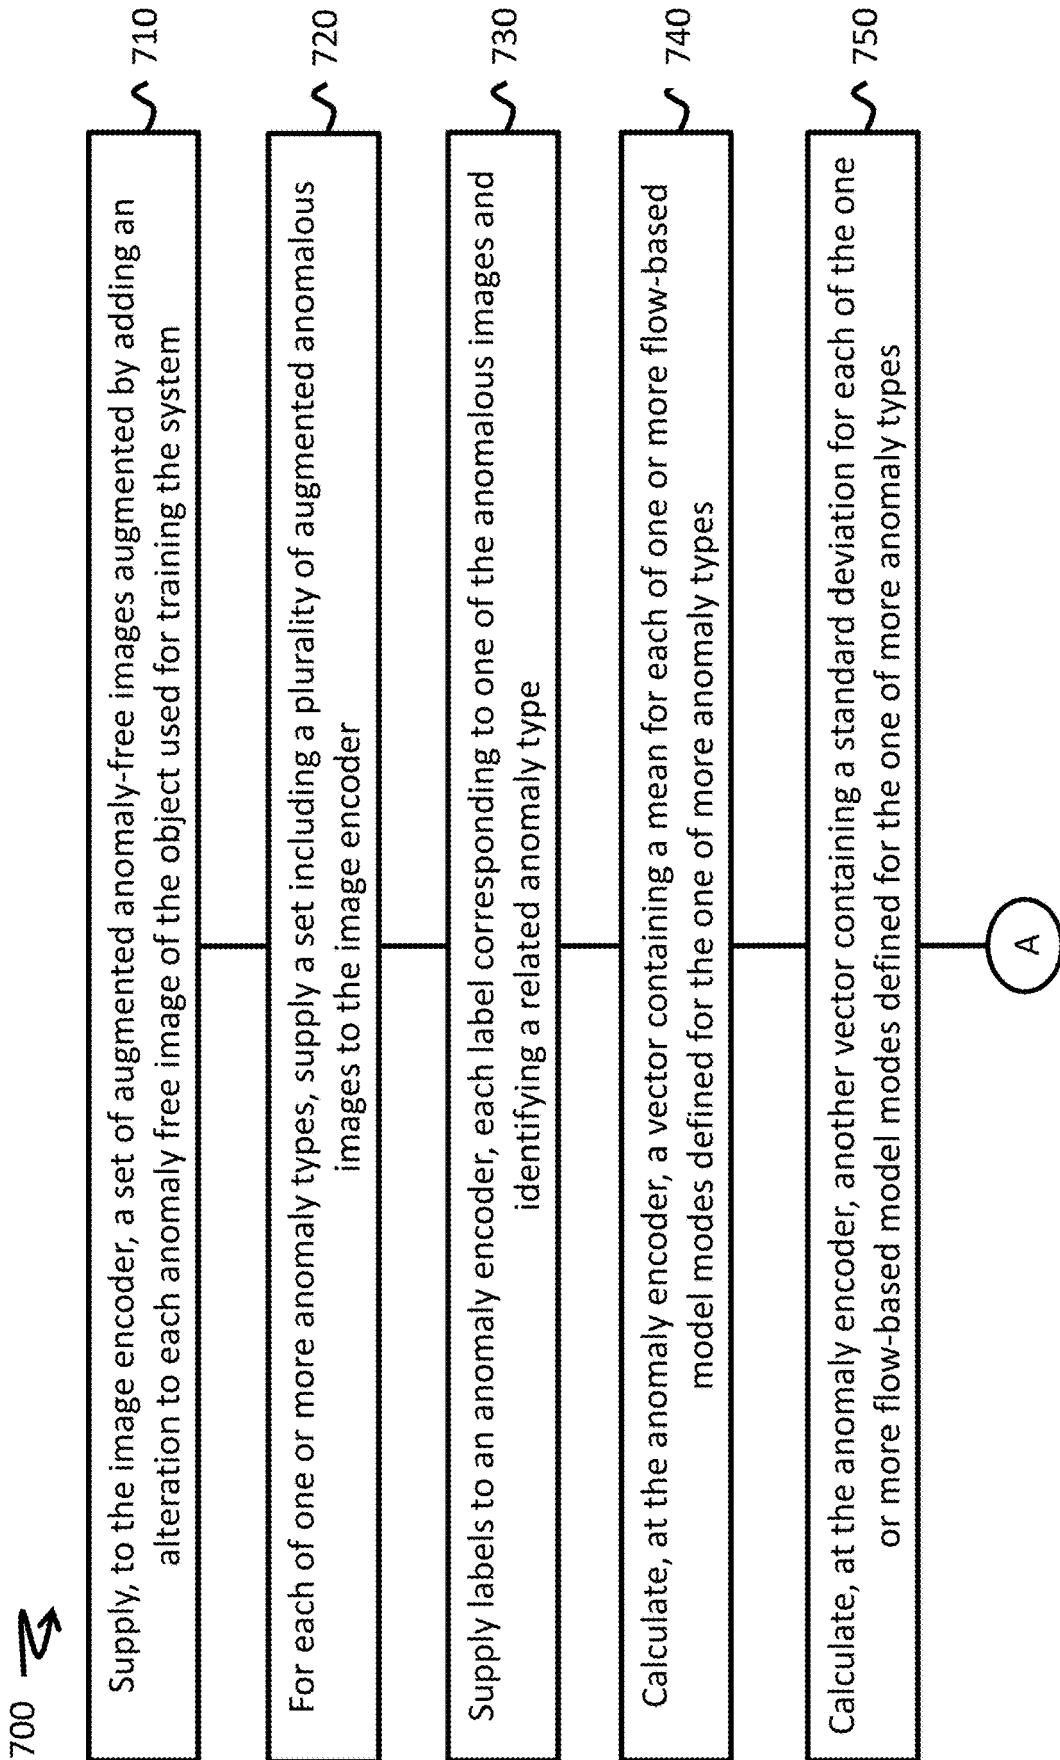 700
Supply, to the image encoder, a set of augmented anomaly-free images augmented by adding an
alteration to each anomaly free image of the object used for training the system
710
For each of one or more anomaly types, supply a set including a plurality of augmented anomalous
images to the image encoder
720
Supply labels to an anomaly encoder, each label corresponding to one of the anomalous images and
identifying a related anomaly type
730
Calculate, at the anomaly encoder, a vector containing a mean for each of one or more flow-based
model modes defined for the one of more anomaly types
740
Calculate, at the anomaly encoder, another vector containing a standard deviation for each of the one
or more flow-based model modes defined for the one of more anomaly types
750
A